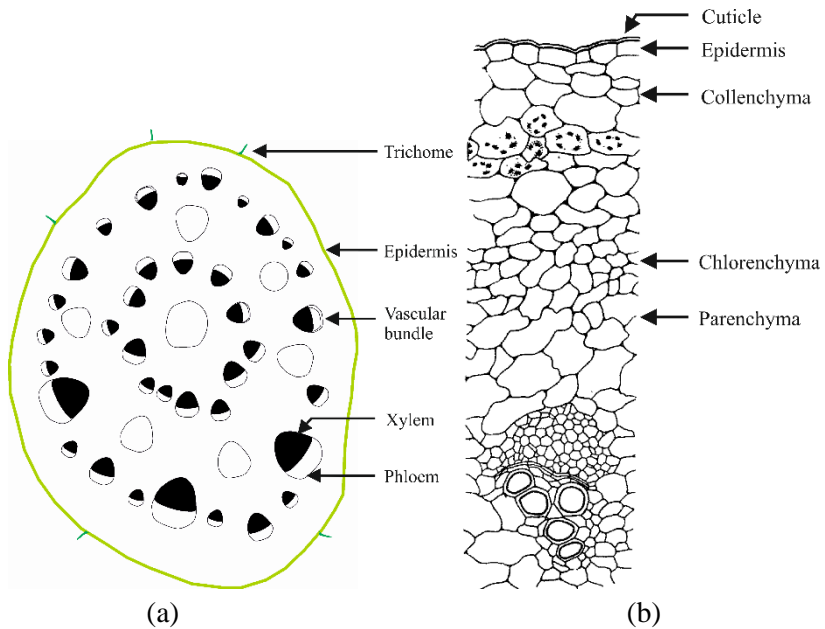 Cuticle
Epidermis
Collenchyma
Trichome
Epidermis
Chlorenchyma
Vascular
bundle
Parenchyma
Xylem
Phloem
(a)
(b)